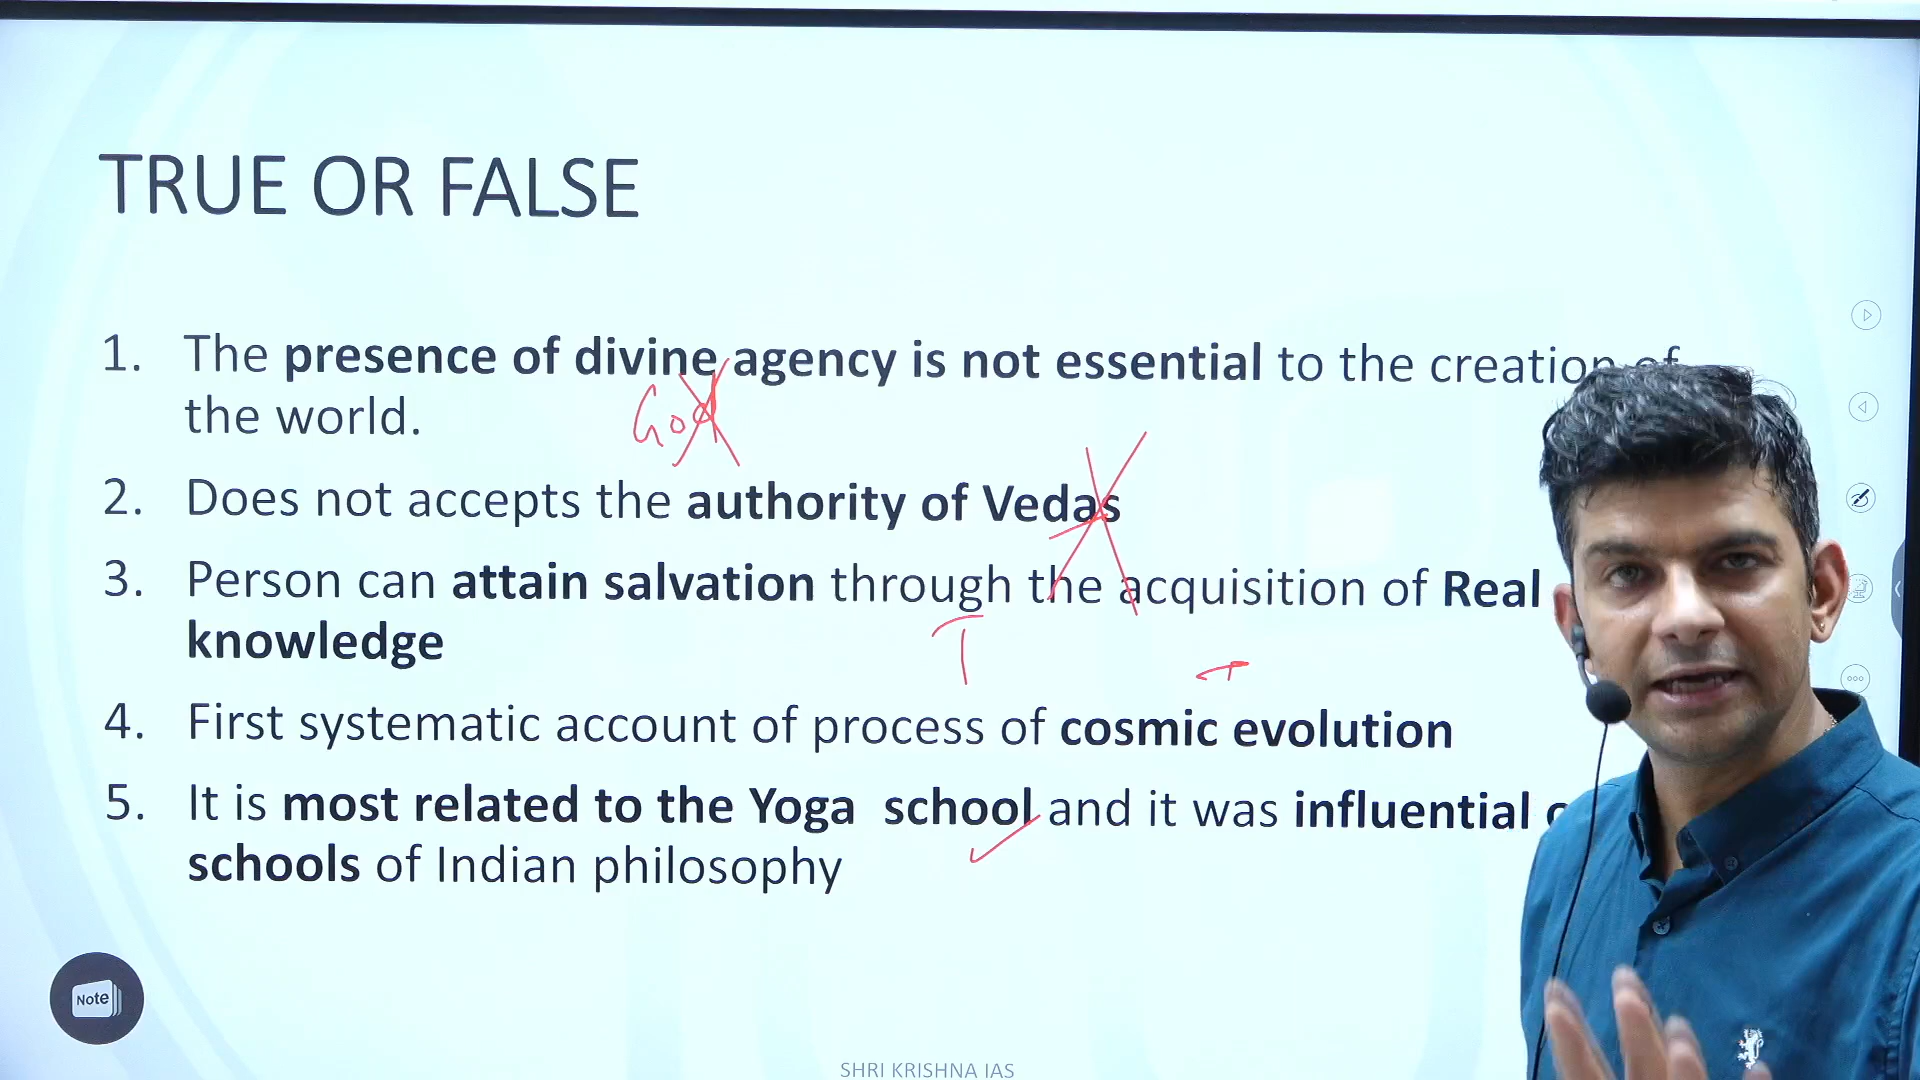 TRUE OR FALSE
1. The presence of divine agency is not essential to the creation of
the world.
God
2. Does not accepts the authority of Vedas
3. Person can attain salvation through the acquisition of Real
knowledge
T
4. First systematic account of process of cosmic evolution
5. It is most related to the Yoga school and it was influential
schools of Indian philosophy
Note
SHRI KRISHNA IAS